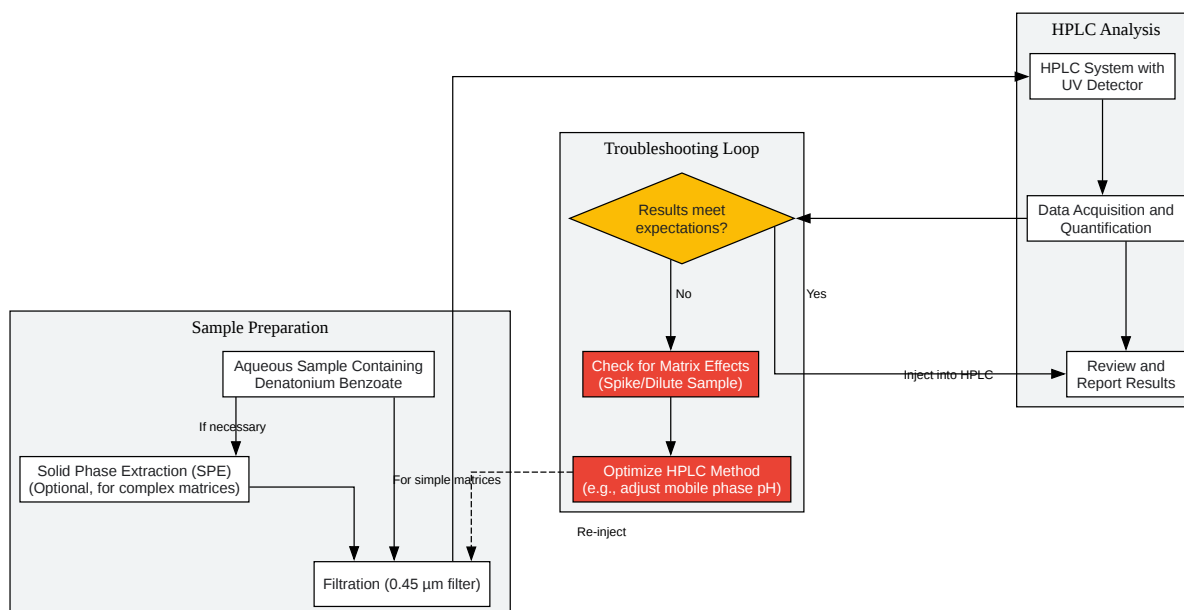 HPLC Analysis
HPLC System with
UV Detector
Troubleshooting Loop
Results meet
expectations?
Data Acquisition and
Quantification
No
Yes
Sample Preparation
Aqueous Sample Containing
Denatonium Benzoate
Check for Matrix Effects
(Spike/Dilute Sample)
Inject into HPLC
Review and
Report Results
If necessary
Solid Phase Extraction (SPE)
(Optional, for complex matrices)
For simple matrices
Optimize HPLC Method
(e.g., adjust mobile phase pH)
Re-inject
Filtration (0.45 µm filter)